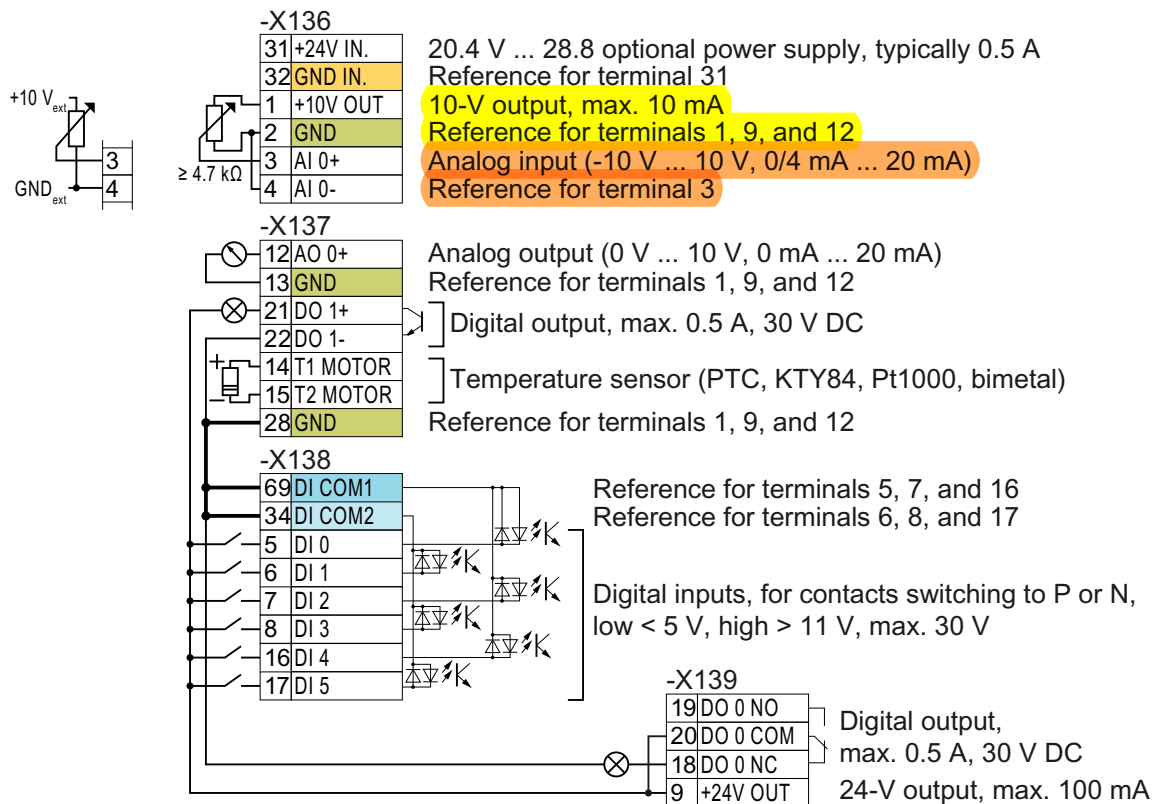 -X136
31 +24V IN. 20.4 V ... 28.8 optional power supply, typically 0.5 A
32 GND IN. Reference for terminal 31
1 +10V OUT 10-V output, max. 10 mA
2 GND Reference for terminals 1, 9, and 12
3 AI 0+ Analog input (-10 V ... 10 V, 0/4 mA ... 20 mA)
4 AI 0- Reference for terminal 3
+10 Vext
3
GNDext 4
≥ 4.7 kΩ
-X137
12 AO 0+ Analog output (0 V ... 10 V, 0 mA ... 20 mA)
13 GND Reference for terminals 1, 9, and 12
21 DO 1+
22 DO 1-
Digital output, max. 0.5 A, 30 V DC
+ 14 T1 MOTOR
− 15 T2 MOTOR
Temperature sensor (PTC, KTY84, Pt1000, bimetal)
28 GND Reference for terminals 1, 9, and 12
-X138
69 DI COM1 Reference for terminals 5, 7, and 16
34 DI COM2 Reference for terminals 6, 8, and 17
5 DI 0
6 DI 1
7 DI 2
8 DI 3
16 DI 4
17 DI 5
Digital inputs, for contacts switching to P or N,
low < 5 V, high > 11 V, max. 30 V
-X139
19 DO 0 NO
20 DO 0 COM
18 DO 0 NC
Digital output,
max. 0.5 A, 30 V DC
9 +24V OUT 24-V output, max. 100 mA